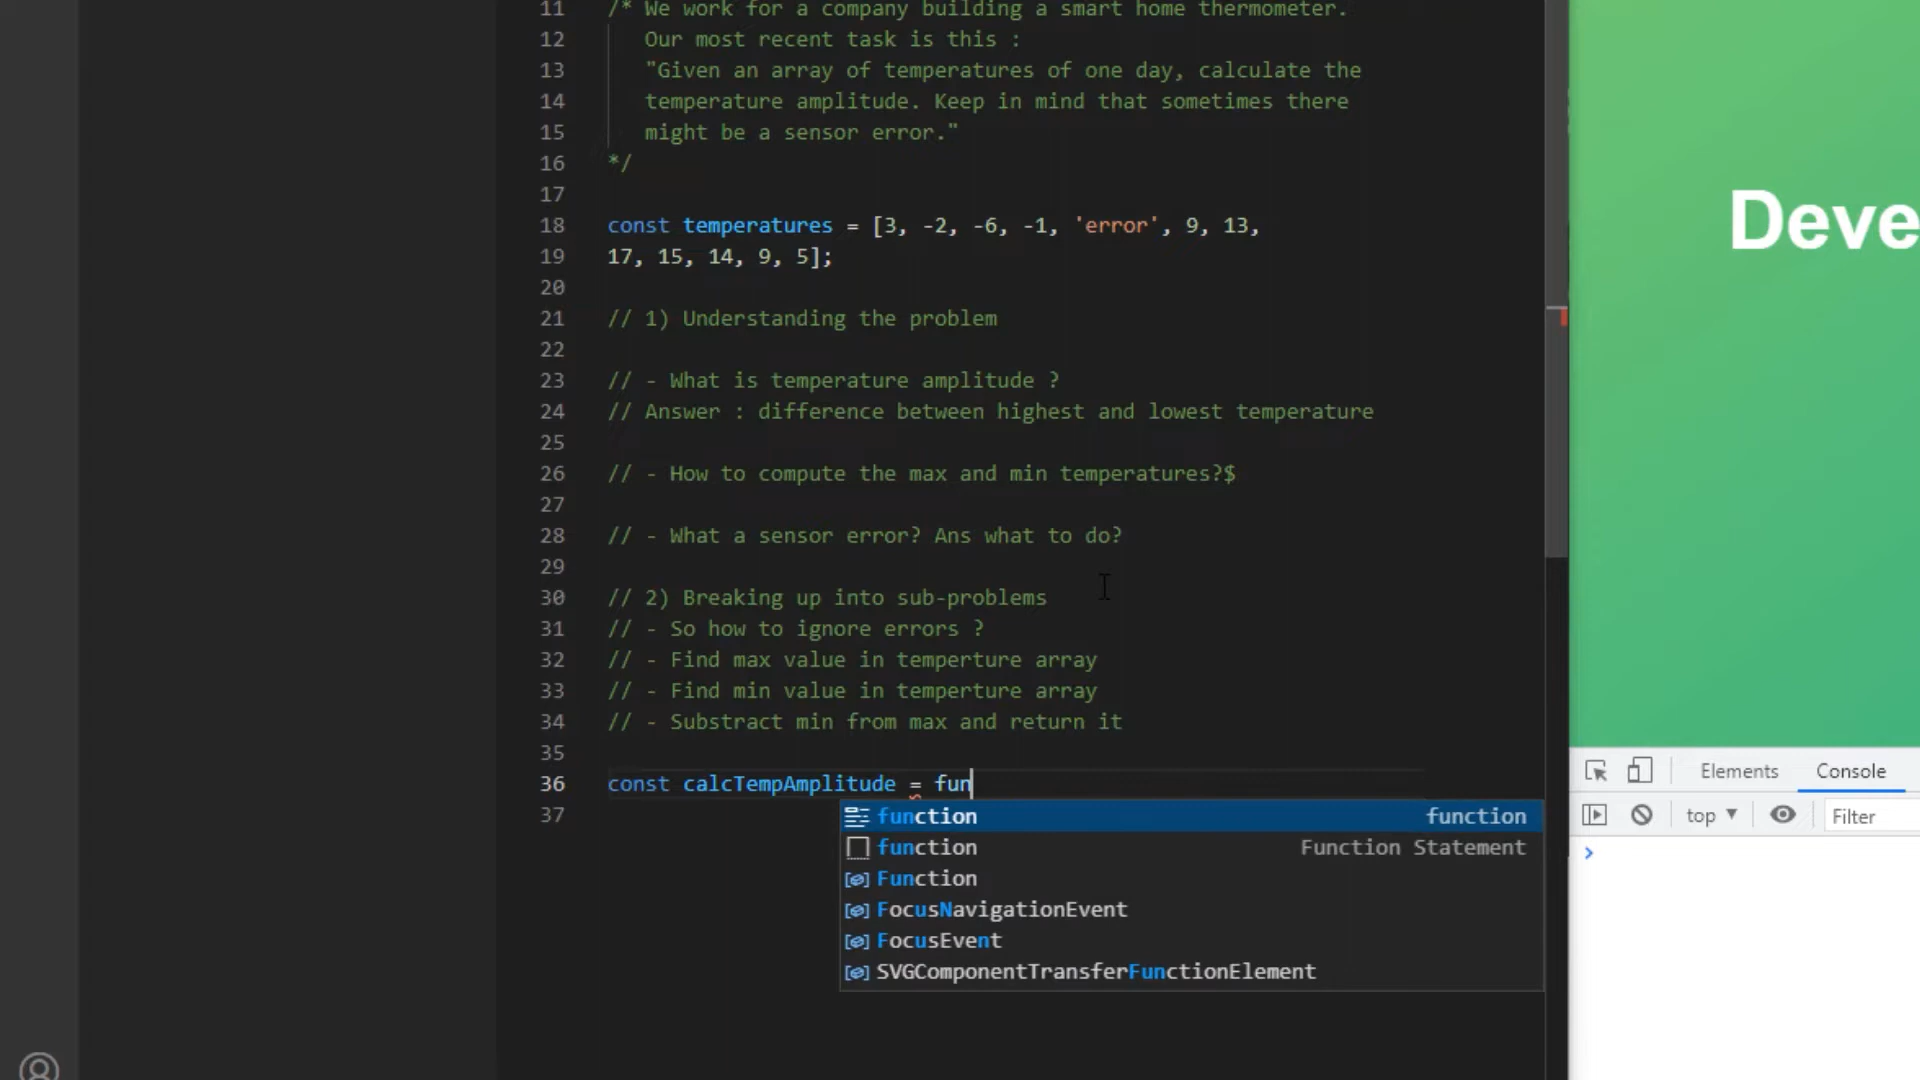 11 /* We work for a company building a smart home thermometer.
12 Our most recent task is this :
13 "Given an array of temperatures of one day, calculate the
14 temperature amplitude. Keep in mind that sometimes there
15 might be a sensor error."
16 */
17
18 const temperatures = [3, -2, -6, -1, 'error', 9, 13,
19 17, 15, 14, 9, 5];
20
21 // 1) Understanding the problem
22
23 // - What is temperature amplitude ?
24 // Answer : difference between highest and lowest temperature
25
26 // - How to compute the max and min temperatures?$
27
28 // - What a sensor error? Ans what to do?
29
30 // 2) Breaking up into sub-problems
31 // - So how to ignore errors ?
32 // - Find max value in temperture array
33 // - Find min value in temperture array
34 // - Substract min from max and return it
35
36 const calcTempAmplitude = fun
37
function function
function Function Statement
Function
FocusNavigationEvent
FocusEvent
SVGComponentTransferFunctionElement
Deve
Elements Console
top Filter
>